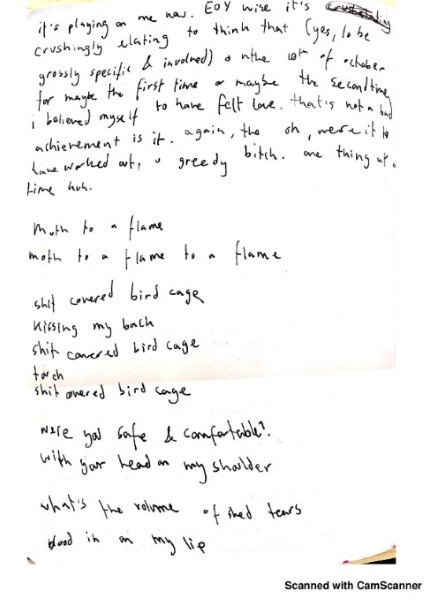 it's playing on me now. EOY wise it's
crushingly elating to think that (yes, to be
grossly specific & involved) on the 10th of october
for maybe the first time or maybe the second time
i believed myself to have felt love. that's not a bad
achievement is it. again, the oh, were it to
have worked out, u greedy bitch. one thing at a
time huh.
moth to a flame
moth to a flame to a flame
shit covered bird cage
kissing my back
shit covered bird cage
torch
shit covered bird cage
were you safe & comfortable?
with your head on my shoulder
what's the volume of shed tears
blood in on my lip
Scanned with CamScanner